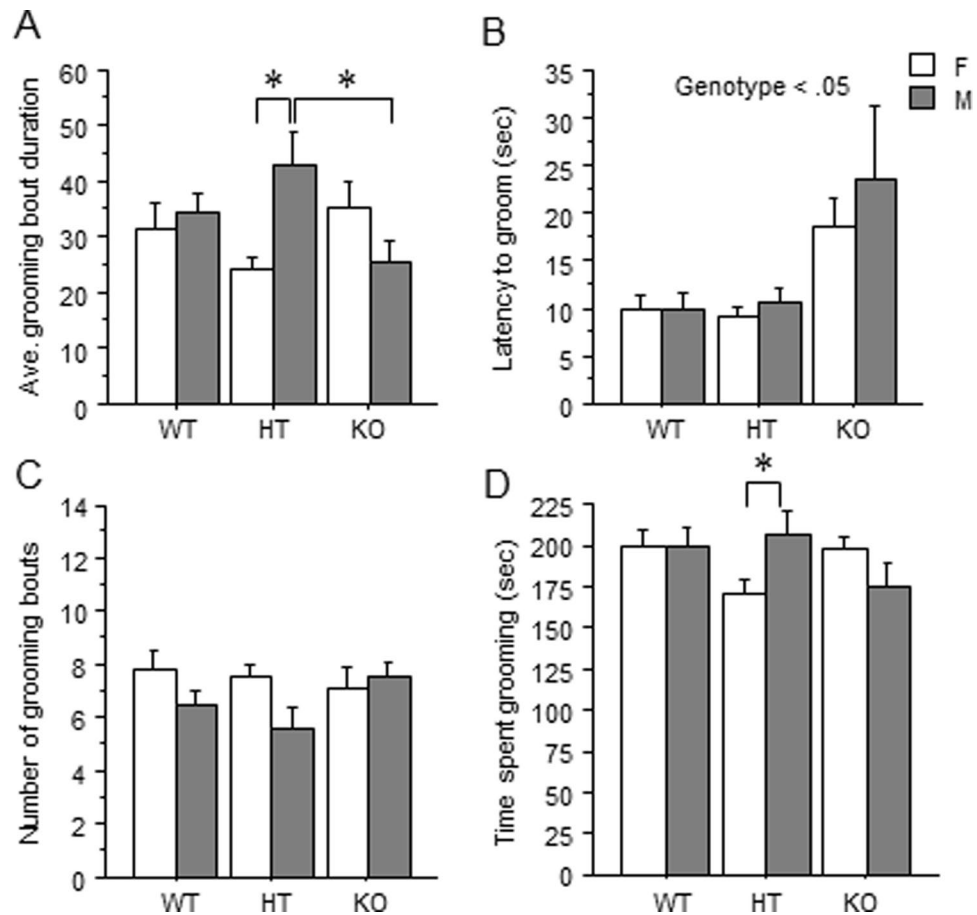 A
Ave. grooming bout duration
60
50
40
30
20
10
0
*
*
WT
HT
KO
B
Latency to groom (sec)
35
30
25
20
15
10
5
0
Genotype < .05
F
M
WT
HT
KO
C
Number of grooming bouts
14
12
10
8
6
4
2
0
WT
HT
KO
D
Time spent grooming (sec)
225
200
175
150
125
100
75
50
25
0
*
WT
HT
KO